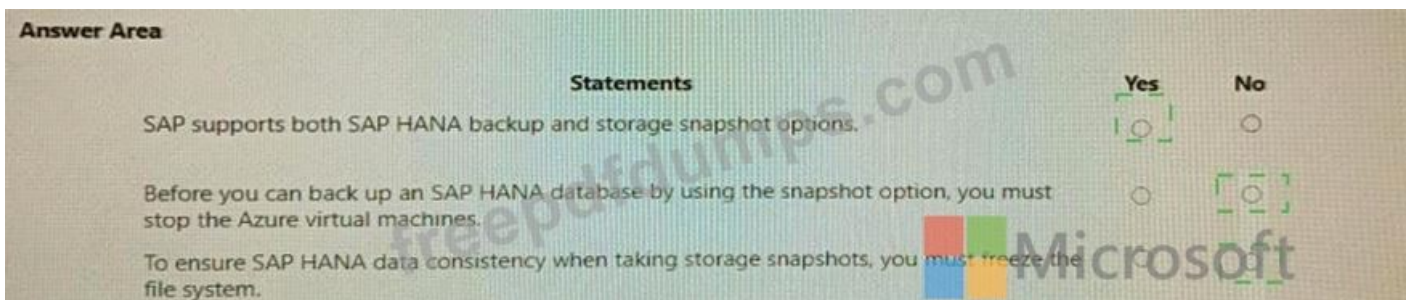 Answer Area
Statements Yes No
SAP supports both SAP HANA backup and storage snapshot options.
Before you can back up an SAP HANA database by using the snapshot option, you must
stop the Azure virtual machines.
To ensure SAP HANA data consistency when taking storage snapshots, you must freeze the
file system.
freepdfdumps.com
Microsoft